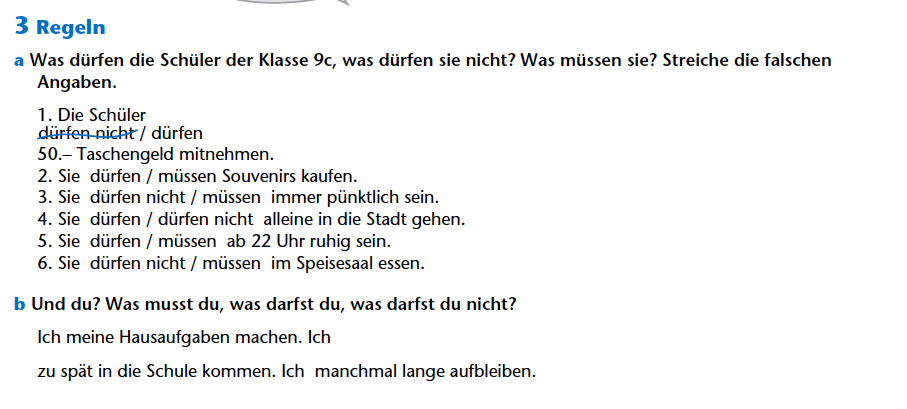 3 Regeln
a Was dürfen die Schüler der Klasse 9c, was dürfen sie nicht? Was müssen sie? Streiche die falschen
Angaben.
1. Die Schüler
dürfen nicht / dürfen
50.– Taschengeld mitnehmen.
2. Sie dürfen / müssen Souvenirs kaufen.
3. Sie dürfen nicht / müssen immer pünktlich sein.
4. Sie dürfen / dürfen nicht alleine in die Stadt gehen.
5. Sie dürfen / müssen ab 22 Uhr ruhig sein.
6. Sie dürfen nicht / müssen im Speisesaal essen.
b Und du? Was musst du, was darfst du, was darfst du nicht?
Ich meine Hausaufgaben machen. Ich
zu spät in die Schule kommen. Ich manchmal lange aufbleiben.